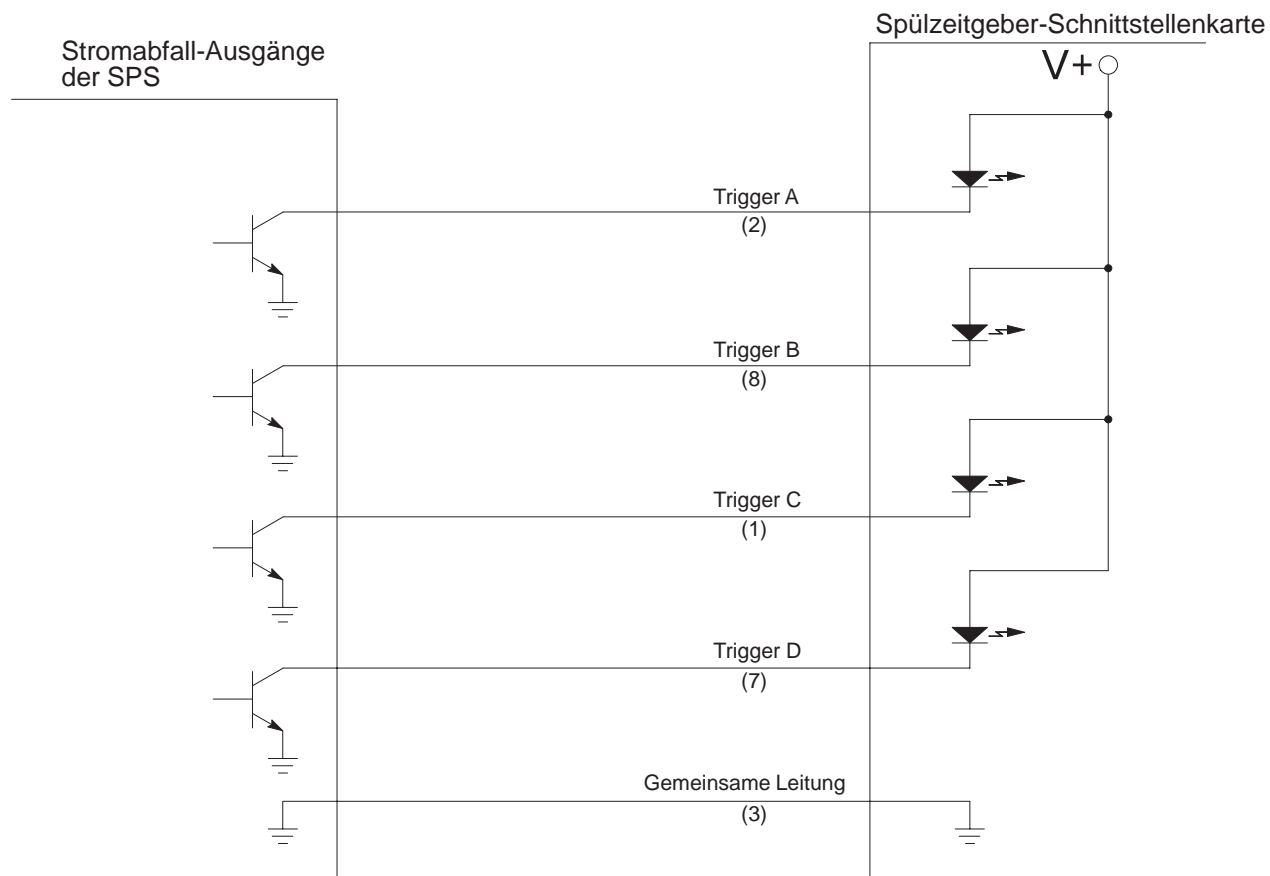 Spülzeitgeber-Schnittstellenkarte
Stromabfall-Ausgänge
der SPS
V+
Trigger A
(2)
Trigger B
(8)
Trigger C
(1)
Trigger D
(7)
Gemeinsame Leitung
(3)